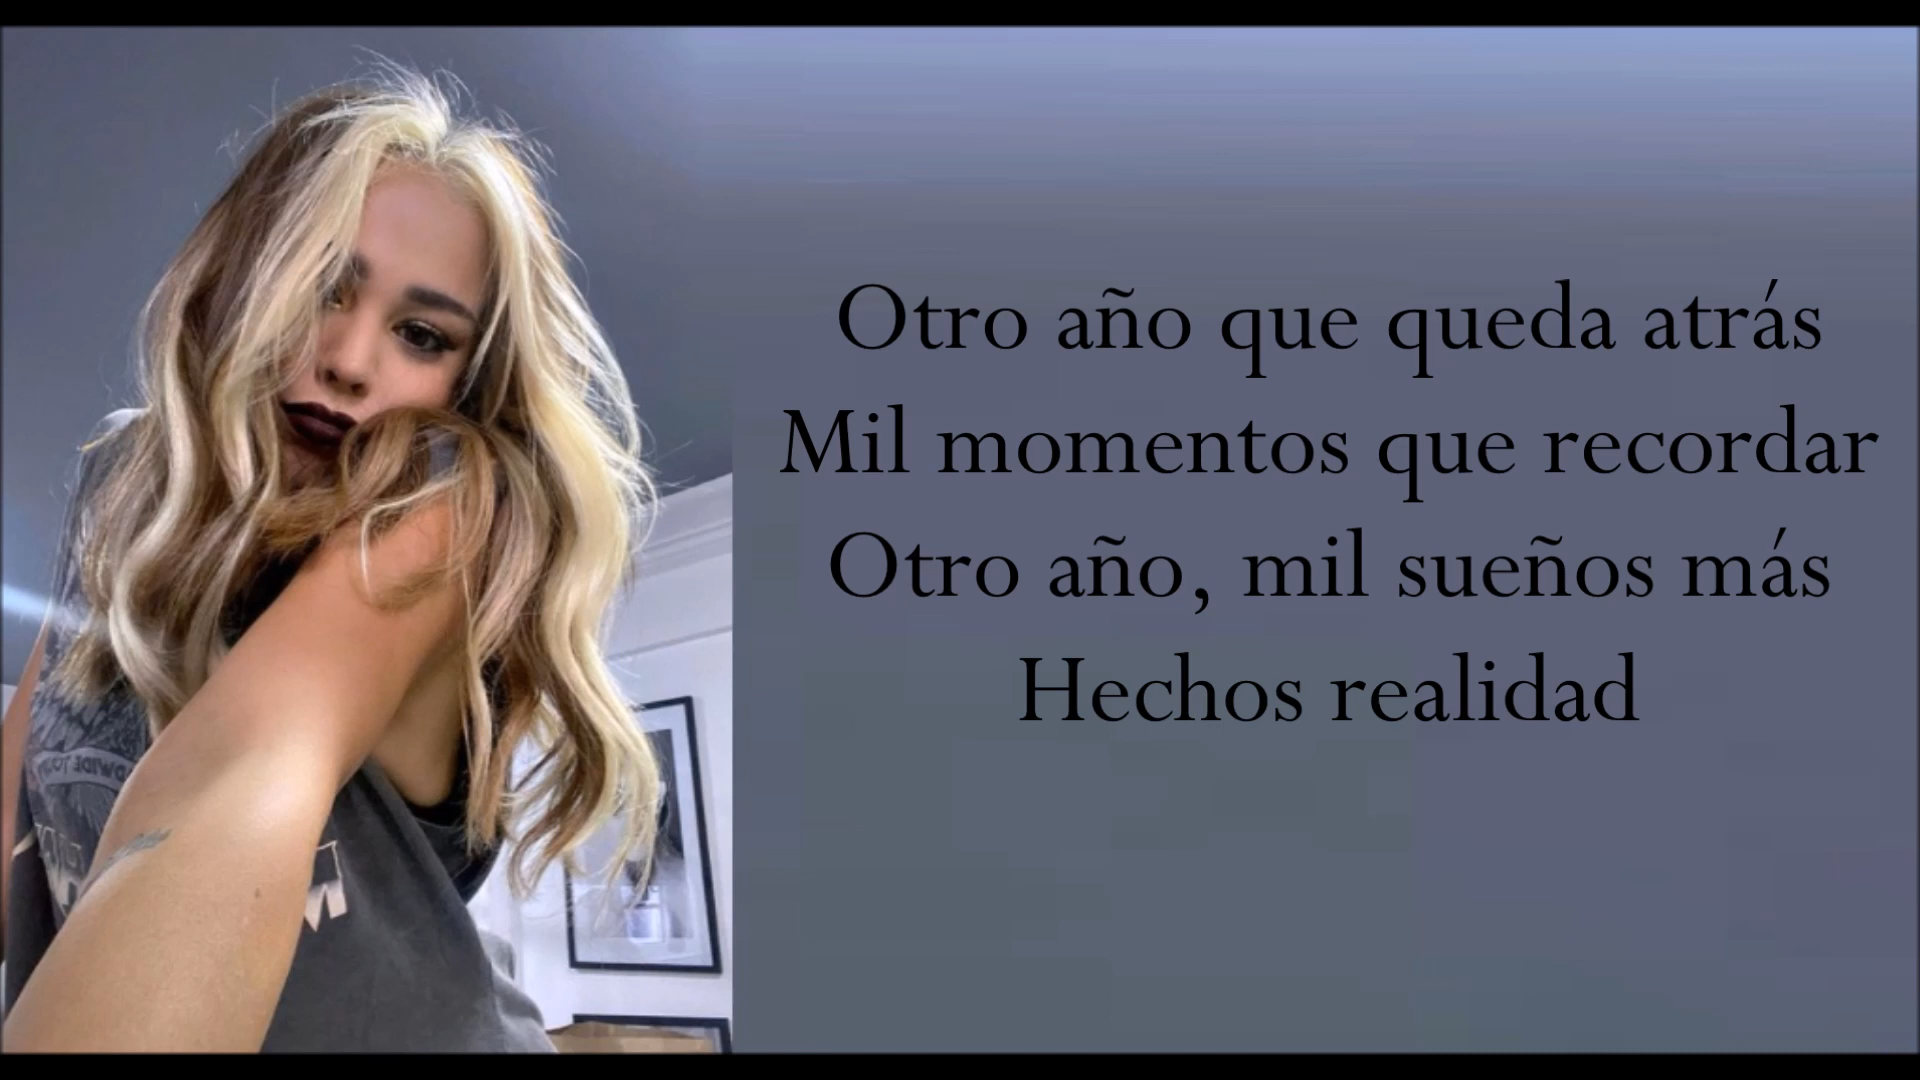 Otro año que queda atrás
Mil momentos que recordar
Otro año, mil sueños más
Hechos realidad